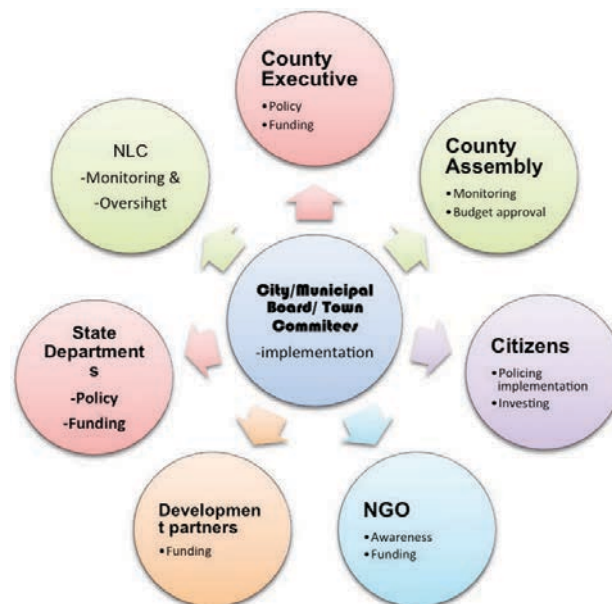 County
Executive
• Policy
• Funding
County
Assembly
• Monitoring
• Budget approval
Citizens
• Policing
implementation
• Investing
NGO
• Awareness
• Funding
Developmen
t partners
• Funding
State
Department
s
-Policy
-Funding
NLC
-Monitoring &
-Oversihgt
City/Municipal
Board/ Town
Commitees
-implementation